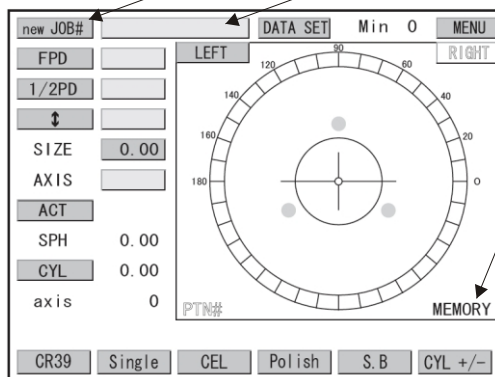 new JOB# DATA SET Min 0 MENU
FPD LEFT RIGHT
1/2PD
↕
SIZE 0.00
AXIS
ACT
SPH 0.00
CYL 0.00
axis 0
90
120 60
140 40
160 20
180 0
PTN# MEMORY
CR39 Single CEL Polish S.B CYL +/-